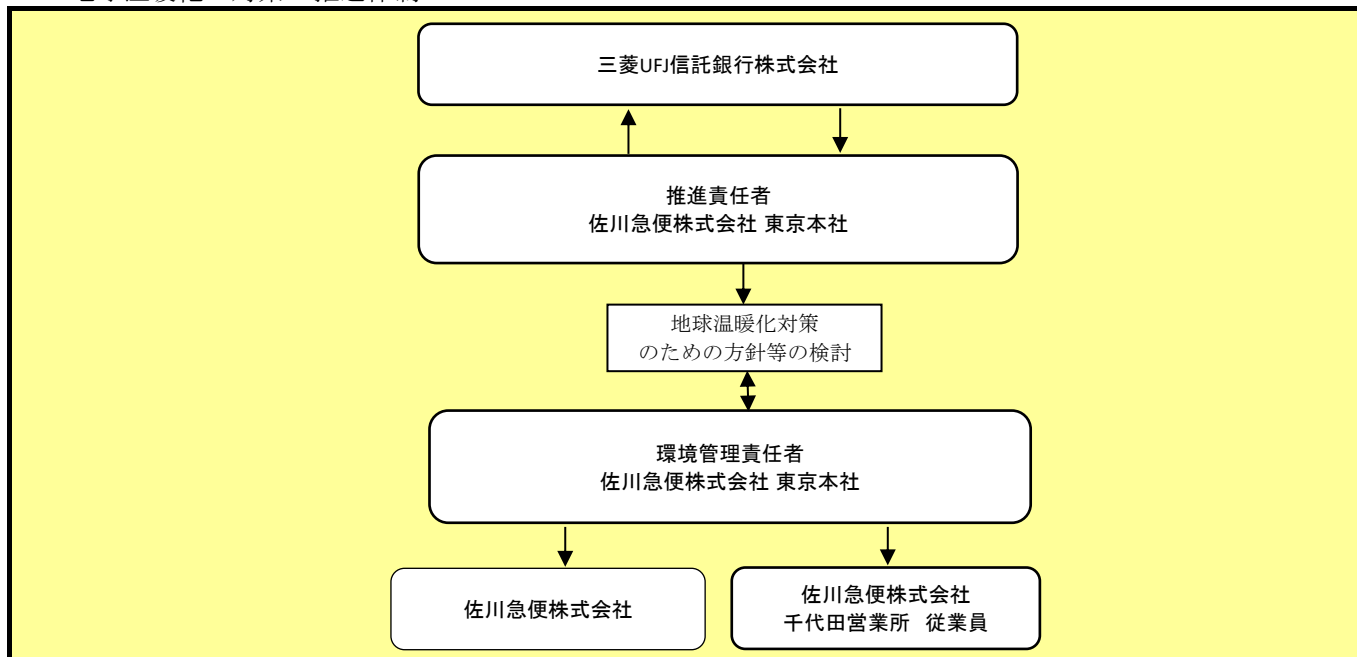 三菱UFJ信託銀行株式会社
推進責任者
佐川急便株式会社 東京本社
地球温暖化対策
のための方針等の検討
環境管理責任者
佐川急便株式会社 東京本社
佐川急便株式会社
佐川急便株式会社
千代田営業所 従業員